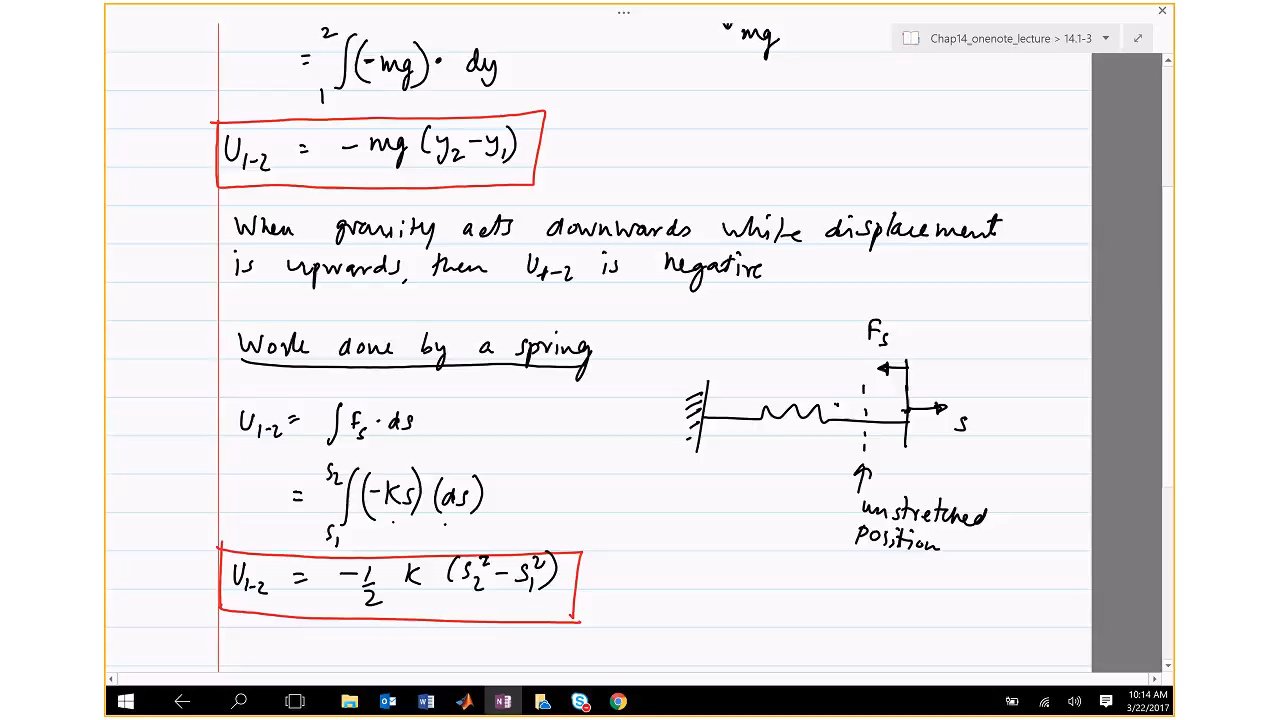 ...
mg
Chap14_onenote_lecture > 14.1-3
= ₁∫² (-mg) · dy
U₁₋₂ = - mg (y₂ - y₁)
When gravity acts downwards while displacement
is upwards, then U₁₋₂ is negative
Work done by a spring
Fₛ
U₁₋₂ = ∫ Fₛ · ds
s
= ∫ₛ₁^ₛ₂ (-Ks) (ds)
unstretched
position
U₁₋₂ = -1/2 K (s₂² - s₁²)
10:14 AM
3/22/2017